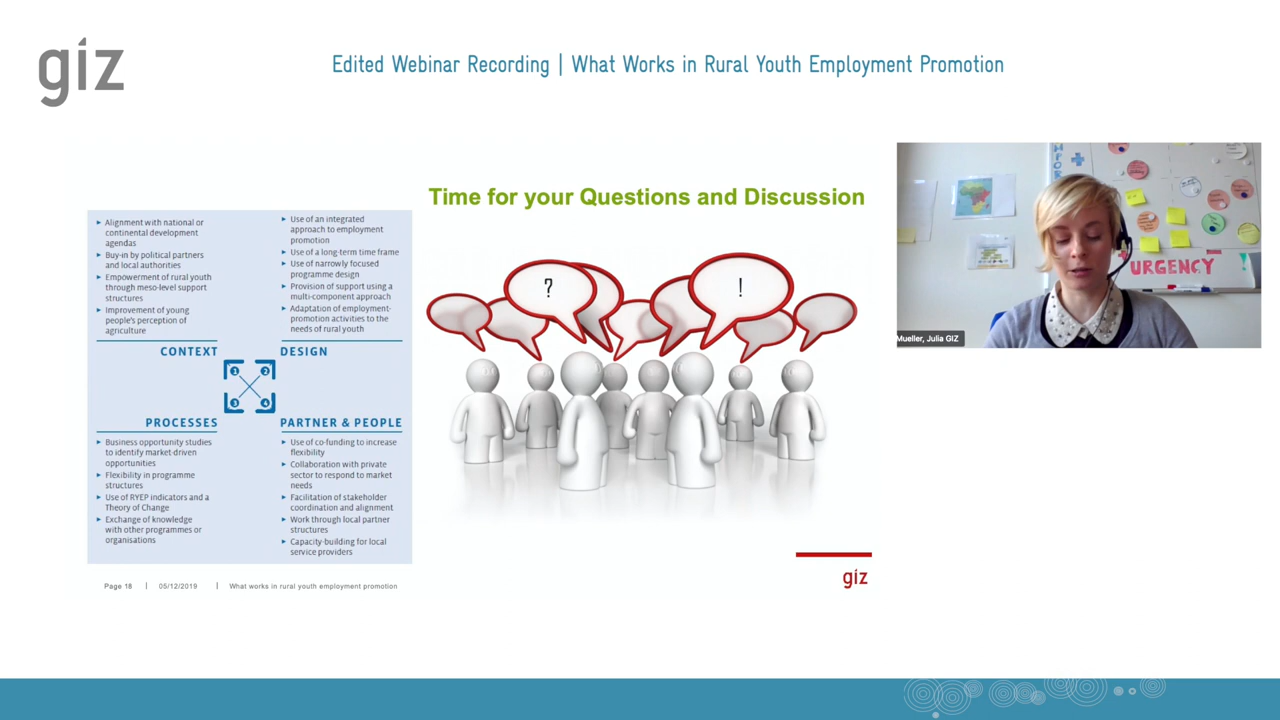 giz
Edited Webinar Recording | What Works in Rural Youth Employment Promotion
Time for your Questions and Discussion
▸ Alignment with national or
continental development
agendas
▸ Buy-in by political partners
and local authorities
▸ Empowerment of rural youth
through meso-level support
structures
▸ Improvement of young
people's perception of
agriculture
CONTEXT
▸ Use of an integrated
approach to employment
promotion
▸ Use of a long-term time frame
▸ Use of narrowly focused
programme design
▸ Provision of support using a
multi-component approach
▸ Adaptation of employment-
promotion activities to the
needs of rural youth
DESIGN
1 2
3 4
PROCESSES
▸ Business opportunity studies
to identify market-driven
opportunities
▸ Flexibility in programme
structures
▸ Use of RYEP indicators and a
Theory of Change
▸ Exchange of knowledge
with other programmes or
organisations
PARTNER & PEOPLE
▸ Use of co-funding to increase
flexibility
▸ Collaboration with private
sector to respond to market
needs
▸ Facilitation of stakeholder
coordination and alignment
▸ Work through local partner
structures
▸ Capacity-building for local
service providers
? !
giz
Page 18 | 05/12/2019 | What works in rural youth employment promotion
URGENCY
Mueller, Julia GIZ